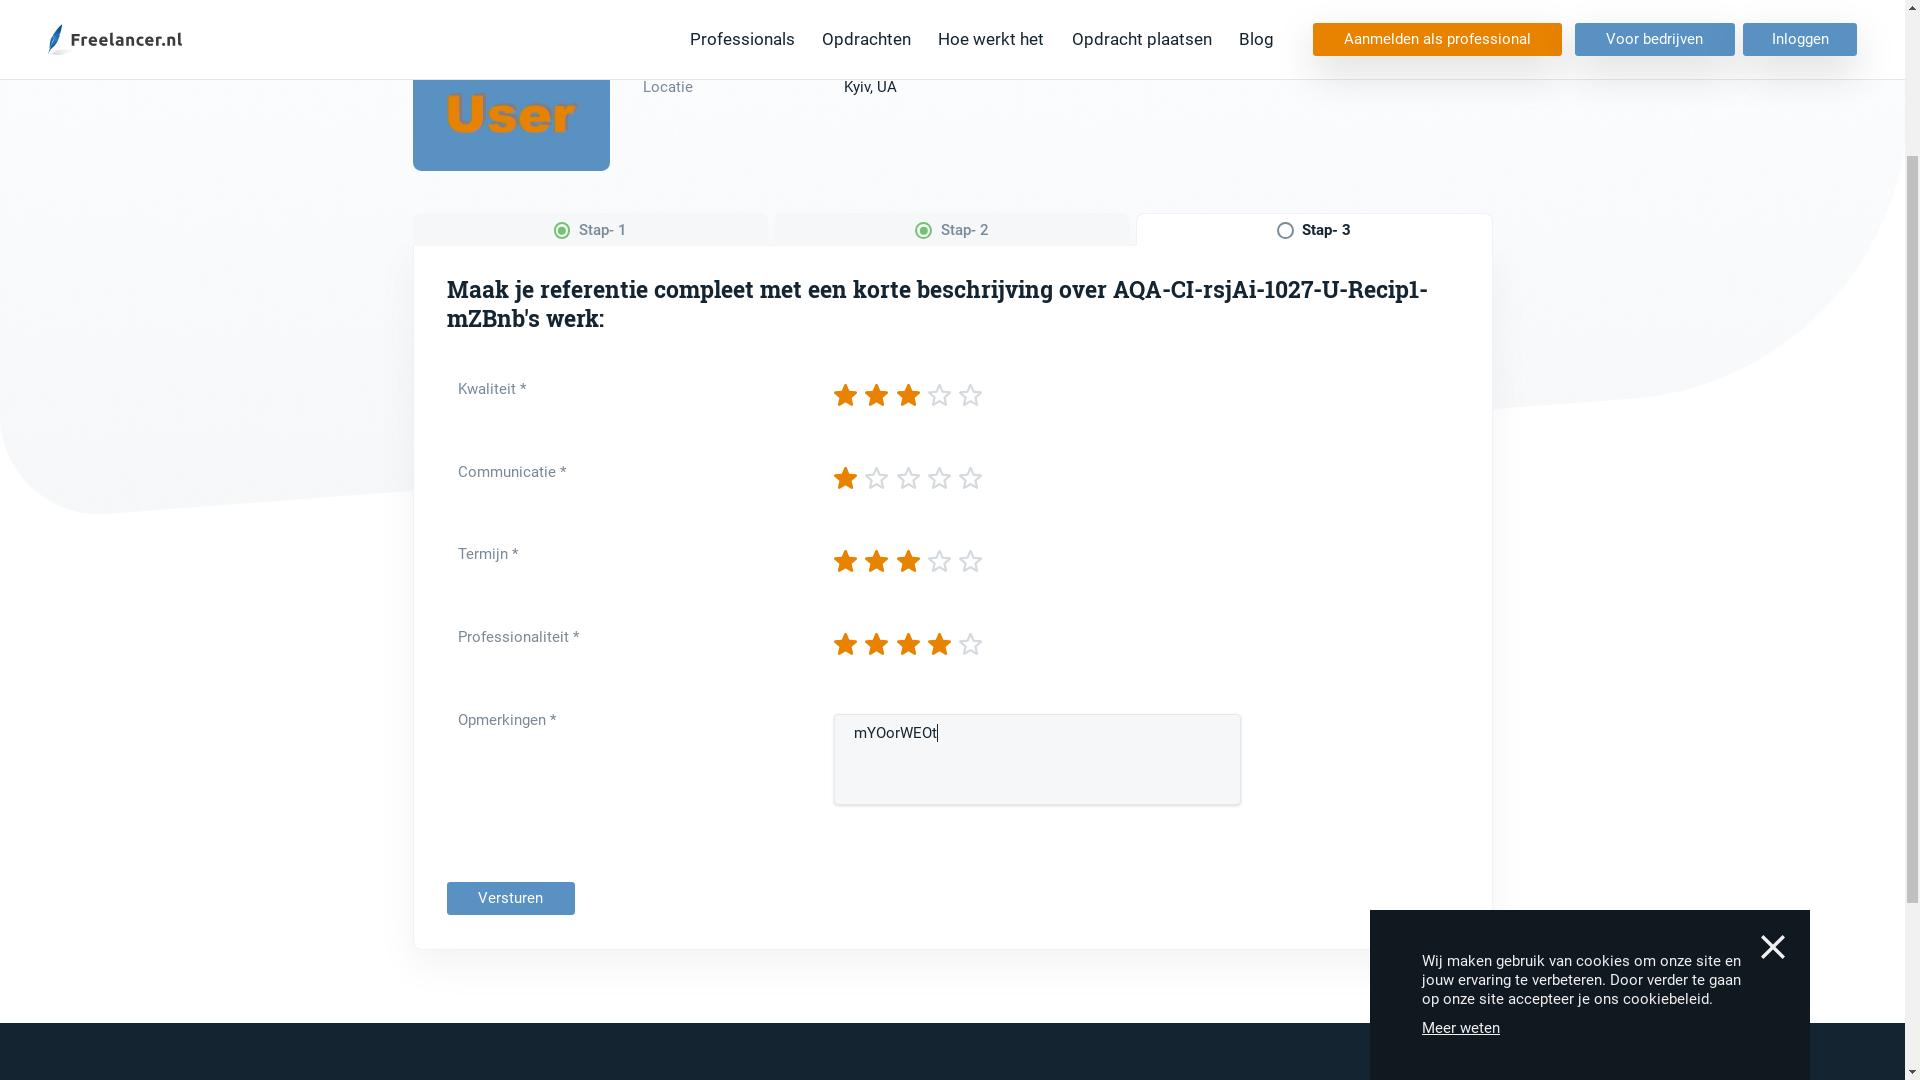 Freelancer.nl
Professionals
Opdrachten
Hoe werkt het
Opdracht plaatsen
Blog
Aanmelden als professional
Voor bedrijven
Inloggen
User
Locatie
Kyiv, UA
Stap- 1
Stap- 2
Stap- 3
Maak je referentie compleet met een korte beschrijving over AQA-CI-rsjAi-1027-U-Recip1-
mZBnb's werk:
Kwaliteit *
Communicatie *
Termijn *
Professionaliteit *
Opmerkingen *
mYOorWEOt
Versturen
Wij maken gebruik van cookies om onze site en
jouw ervaring te verbeteren. Door verder te gaan
op onze site accepteer je ons cookiebeleid.
Meer weten